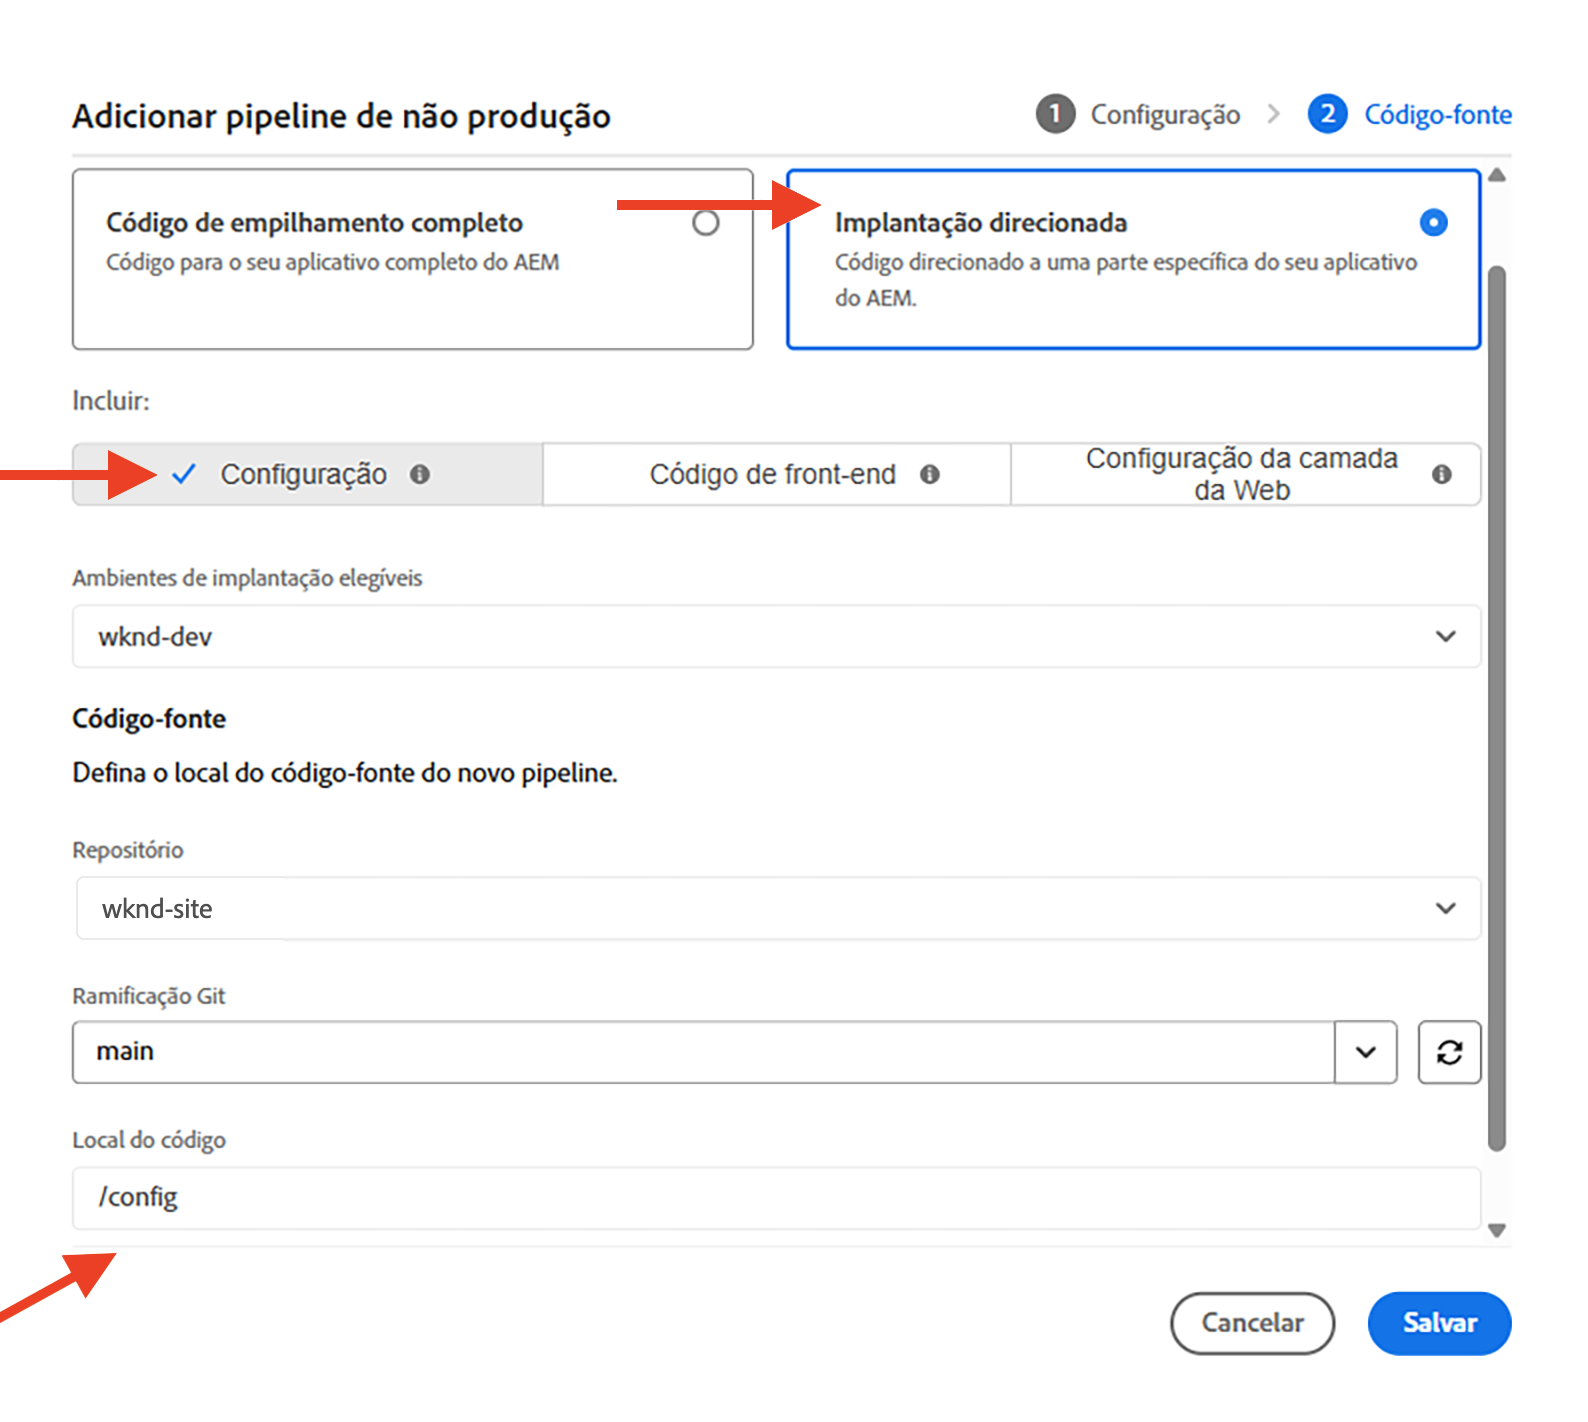 Adicionar pipeline de não produção
1 Configuração > 2 Código-fonte
Código de empilhamento completo
Código para o seu aplicativo completo do AEM
Implantação direcionada
Código direcionado a uma parte específica do seu aplicativo
do AEM.
Incluir:
Configuração
Código de front-end
Configuração da camada
da Web
Ambientes de implantação elegíveis
wknd-dev
Código-fonte
Defina o local do código-fonte do novo pipeline.
Repositório
wknd-site
Ramificação Git
main
Local do código
/config
Cancelar
Salvar